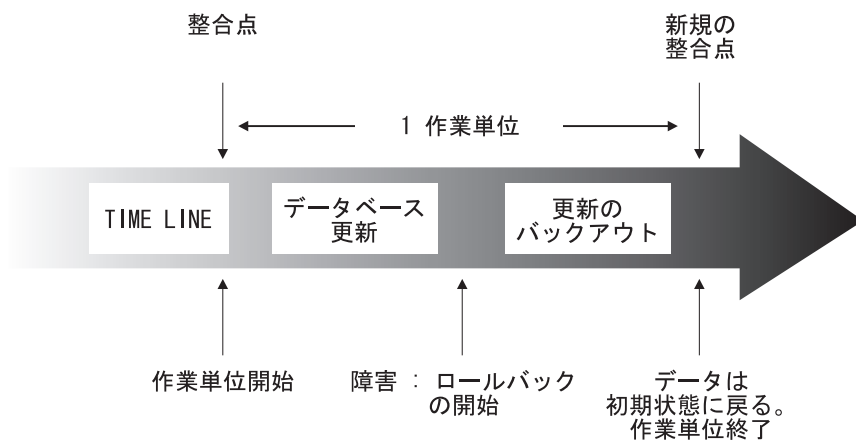 整合点
新規の
整合点
1 作業単位
TIME LINE
データベース
更新
更新の
バックアウト
作業単位開始
障害 : ロールバック
の開始
データは
初期状態に戻る。
作業単位終了